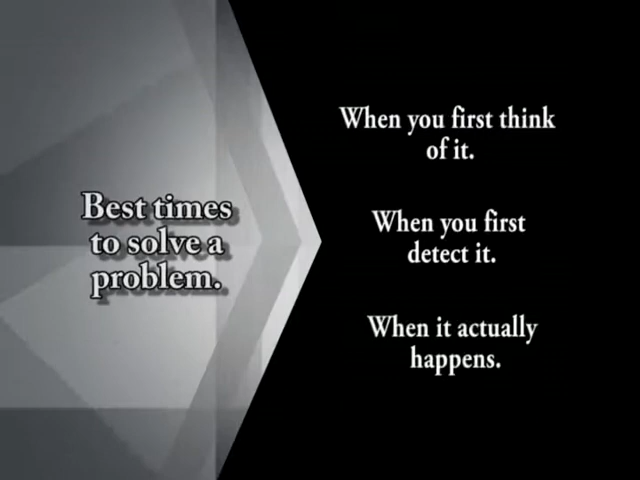 Best times
to solve a
problem.
When you first think
of it.
When you first
detect it.
When it actually
happens.